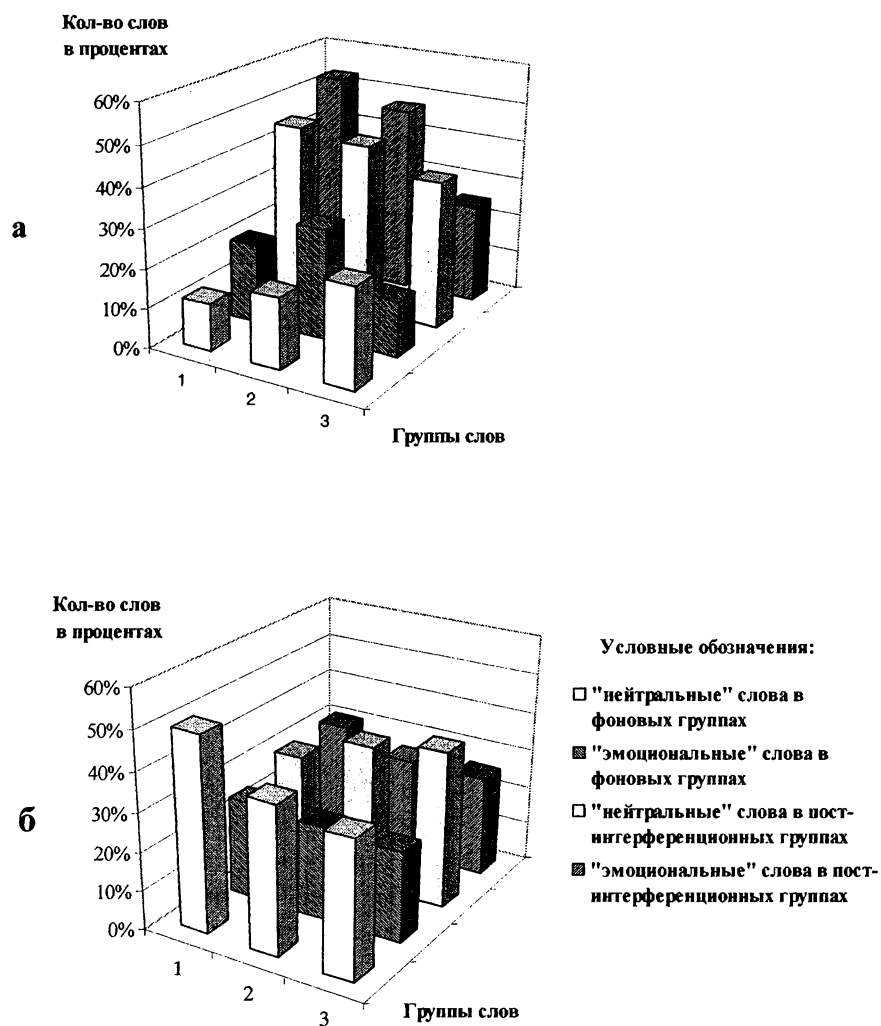 Кол-во слов
в процентах
60%
50%
40%
30%
20%
10%
0%
а
1
2
3
Группы слов
Кол-во слов
в процентах
60%
50%
40%
30%
20%
10%
0%
б
1
2
3
Группы слов
Условные обозначения:
"нейтральные" слова в
фоновых группах
"эмоциональные" слова в
фоновых группах
"нейтральные" слова в пост-
интерференционных группах
"эмоциональные" слова в пост-
интерференционных группах